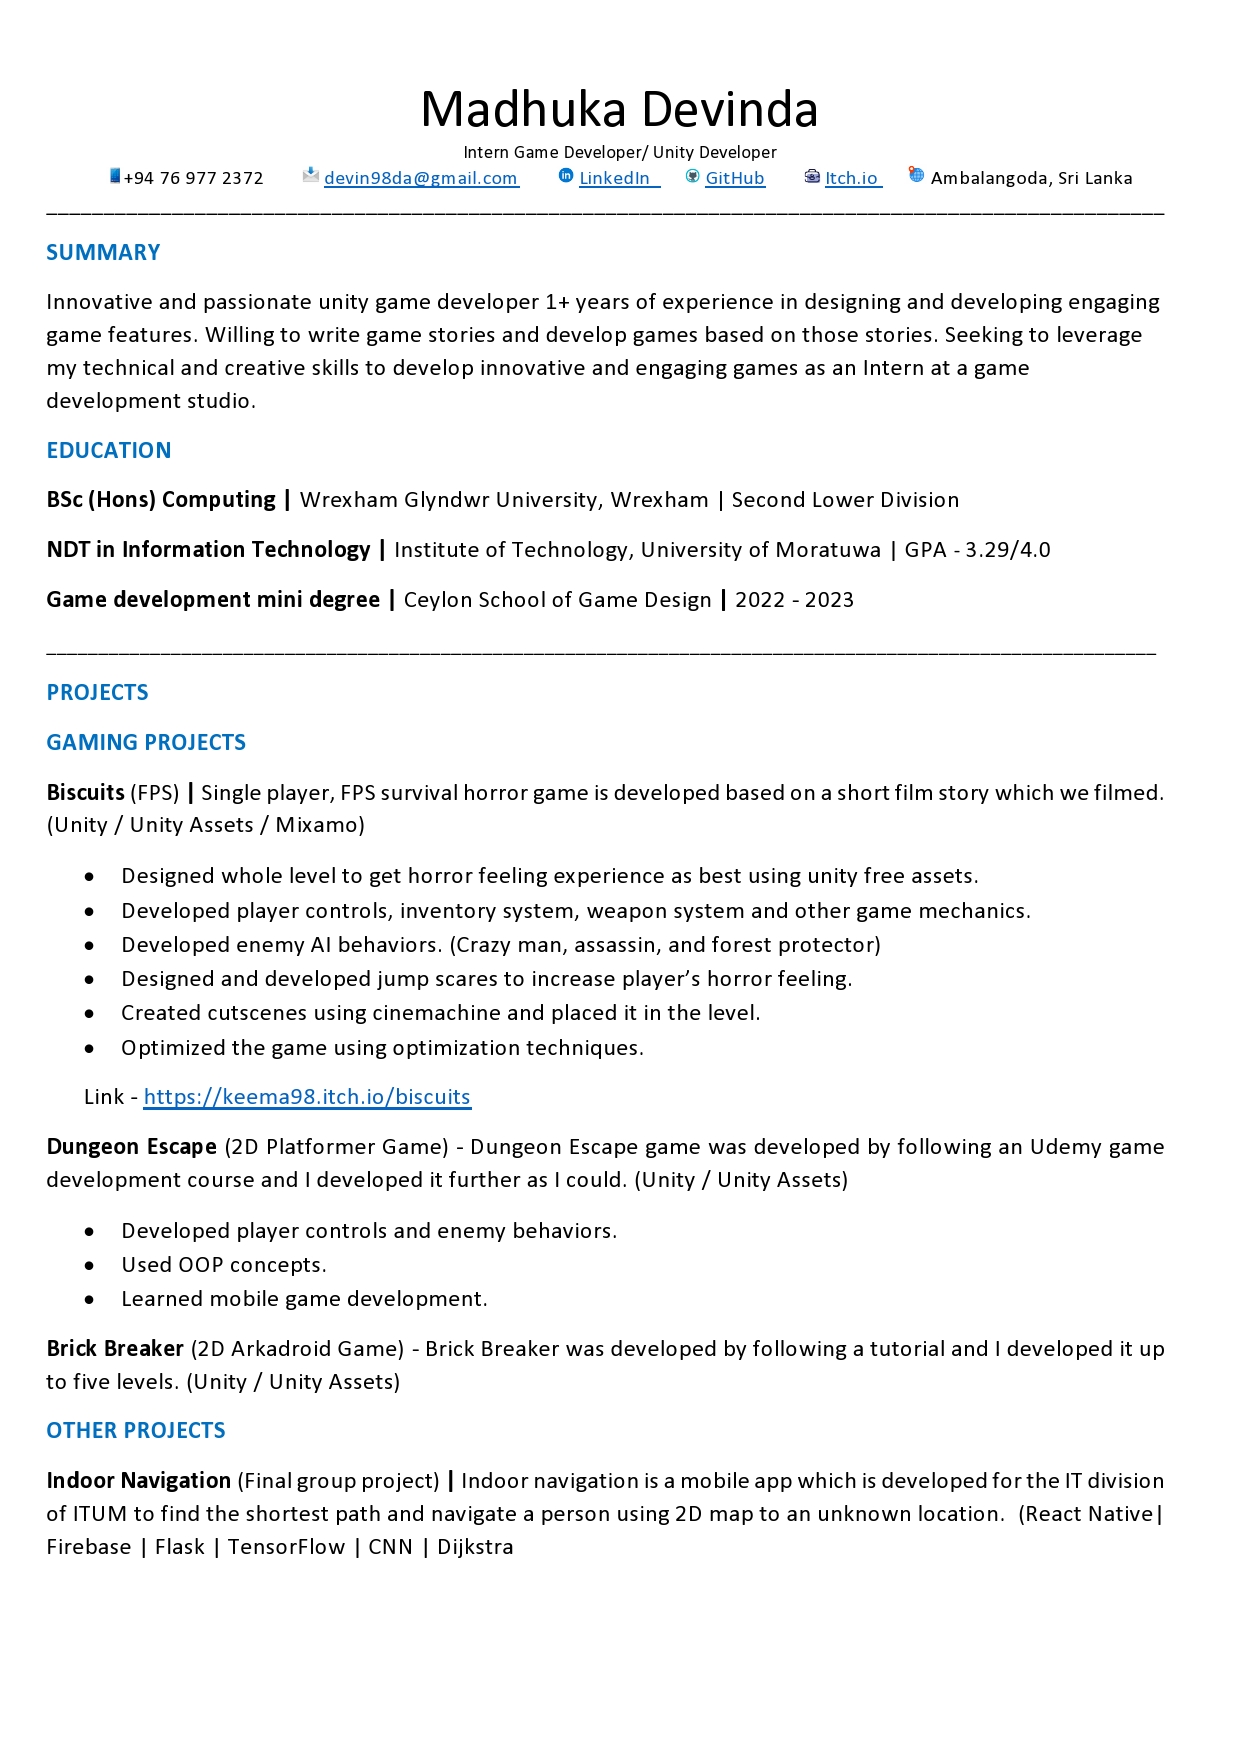 Madhuka Devinda
Intern Game Developer/ Unity Developer
+94 76 977 2372 devin98da@gmail.com LinkedIn GitHub Itch.io Ambalangoda, Sri Lanka
SUMMARY
Innovative and passionate unity game developer 1+ years of experience in designing and developing engaging
game features. Willing to write game stories and develop games based on those stories. Seeking to leverage
my technical and creative skills to develop innovative and engaging games as an Intern at a game
development studio.
EDUCATION
BSc (Hons) Computing | Wrexham Glyndwr University, Wrexham | Second Lower Division
NDT in Information Technology | Institute of Technology, University of Moratuwa | GPA - 3.29/4.0
Game development mini degree | Ceylon School of Game Design | 2022 - 2023
PROJECTS
GAMING PROJECTS
Biscuits (FPS) | Single player, FPS survival horror game is developed based on a short film story which we filmed.
(Unity / Unity Assets / Mixamo)
• Designed whole level to get horror feeling experience as best using unity free assets.
• Developed player controls, inventory system, weapon system and other game mechanics.
• Developed enemy AI behaviors. (Crazy man, assassin, and forest protector)
• Designed and developed jump scares to increase player’s horror feeling.
• Created cutscenes using cinemachine and placed it in the level.
• Optimized the game using optimization techniques.
Link - https://keema98.itch.io/biscuits
Dungeon Escape (2D Platformer Game) - Dungeon Escape game was developed by following an Udemy game
development course and I developed it further as I could. (Unity / Unity Assets)
• Developed player controls and enemy behaviors.
• Used OOP concepts.
• Learned mobile game development.
Brick Breaker (2D Arkadroid Game) - Brick Breaker was developed by following a tutorial and I developed it up
to five levels. (Unity / Unity Assets)
OTHER PROJECTS
Indoor Navigation (Final group project) | Indoor navigation is a mobile app which is developed for the IT division
of ITUM to find the shortest path and navigate a person using 2D map to an unknown location. (React Native|
Firebase | Flask | TensorFlow | CNN | Dijkstra